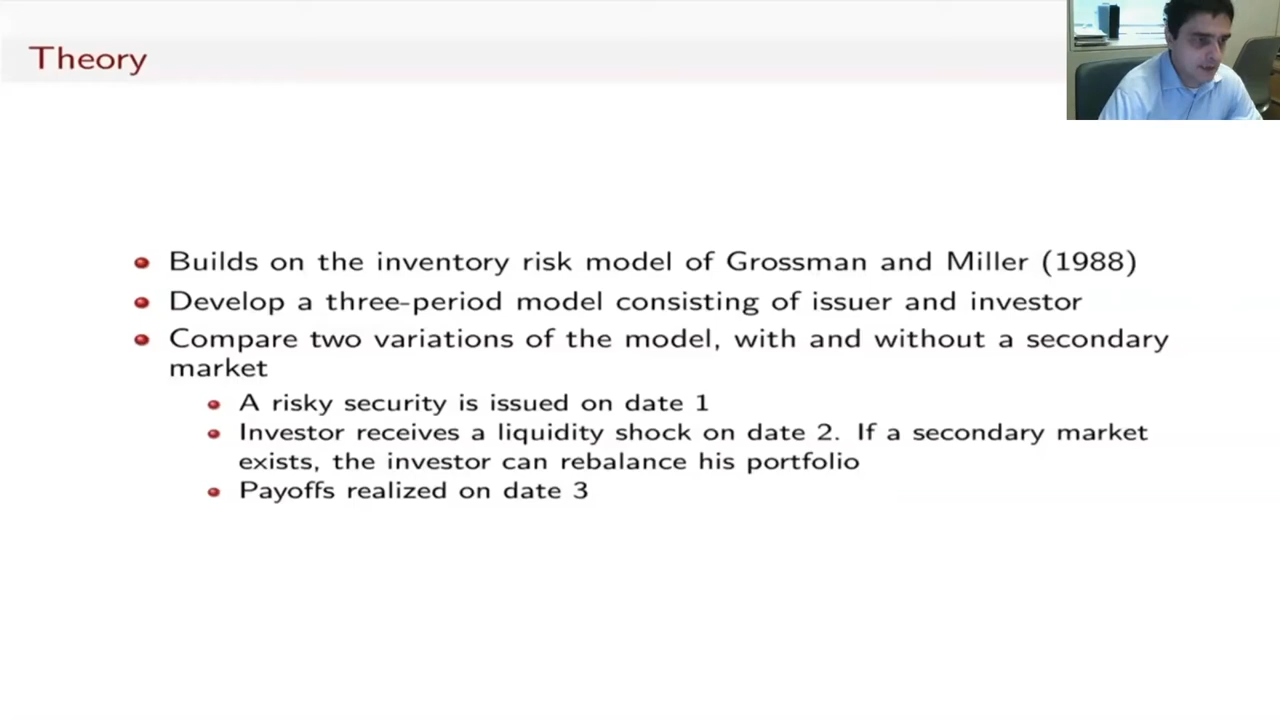 Theory
Builds on the inventory risk model of Grossman and Miller (1988)
Develop a three-period model consisting of issuer and investor
Compare two variations of the model, with and without a secondary
market
A risky security is issued on date 1
Investor receives a liquidity shock on date 2. If a secondary market
exists, the investor can rebalance his portfolio
Payoffs realized on date 3